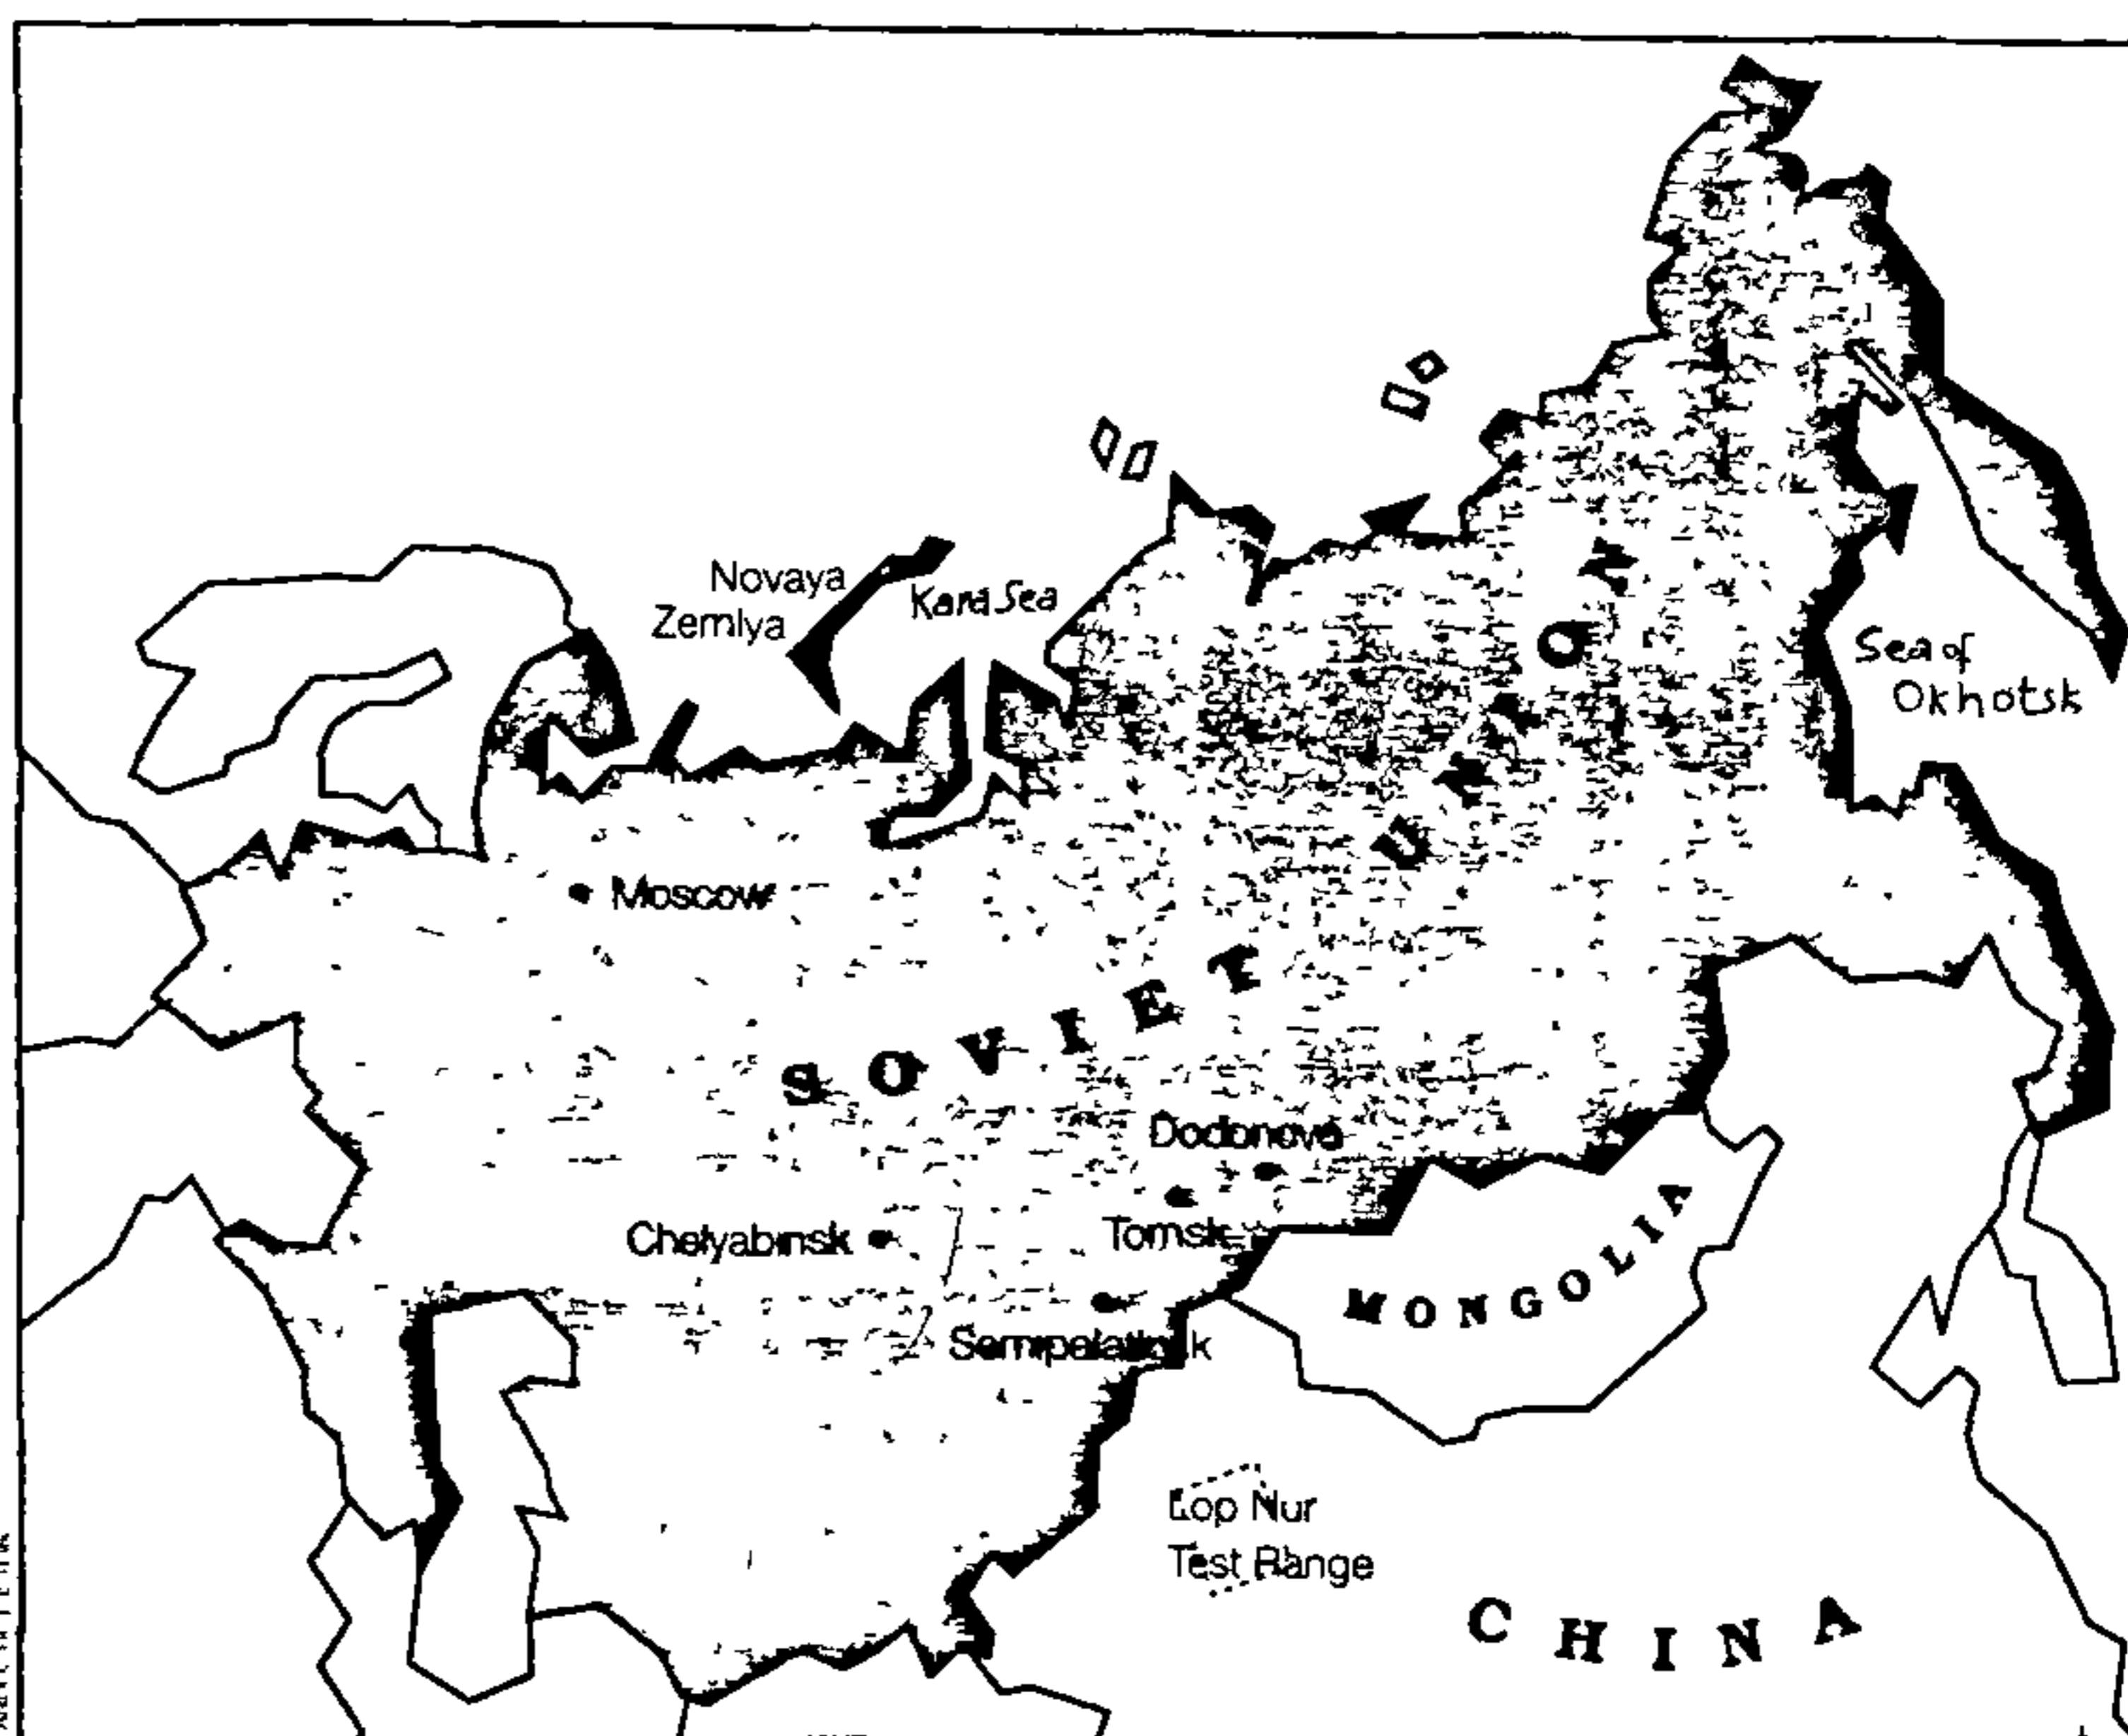 Novaya
Zemlya
Kara Sea
Sea of
Okhotsk
Moscow
SOVIET UNION
Dodonovo
Tomsk
Chelyabinsk
Semipalatinsk
MONGOLIA
Lop Nur
Test Range
CHINA